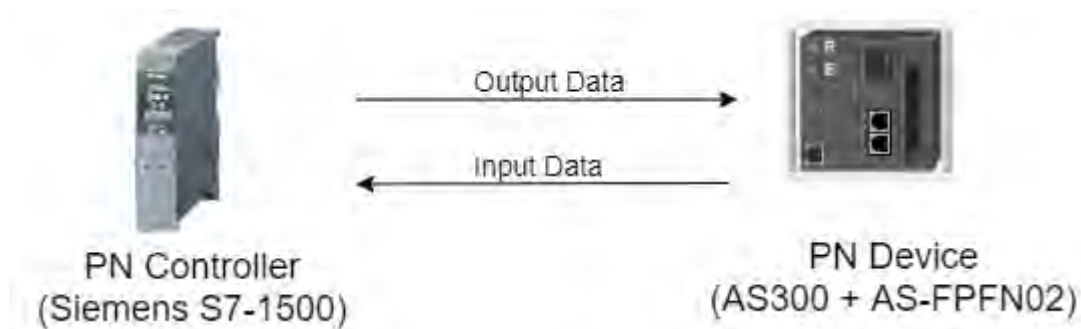 Output Data
Input Data
PN Controller
(Siemens S7-1500)
R
E
PN Device
(AS300 + AS-FPFN02)